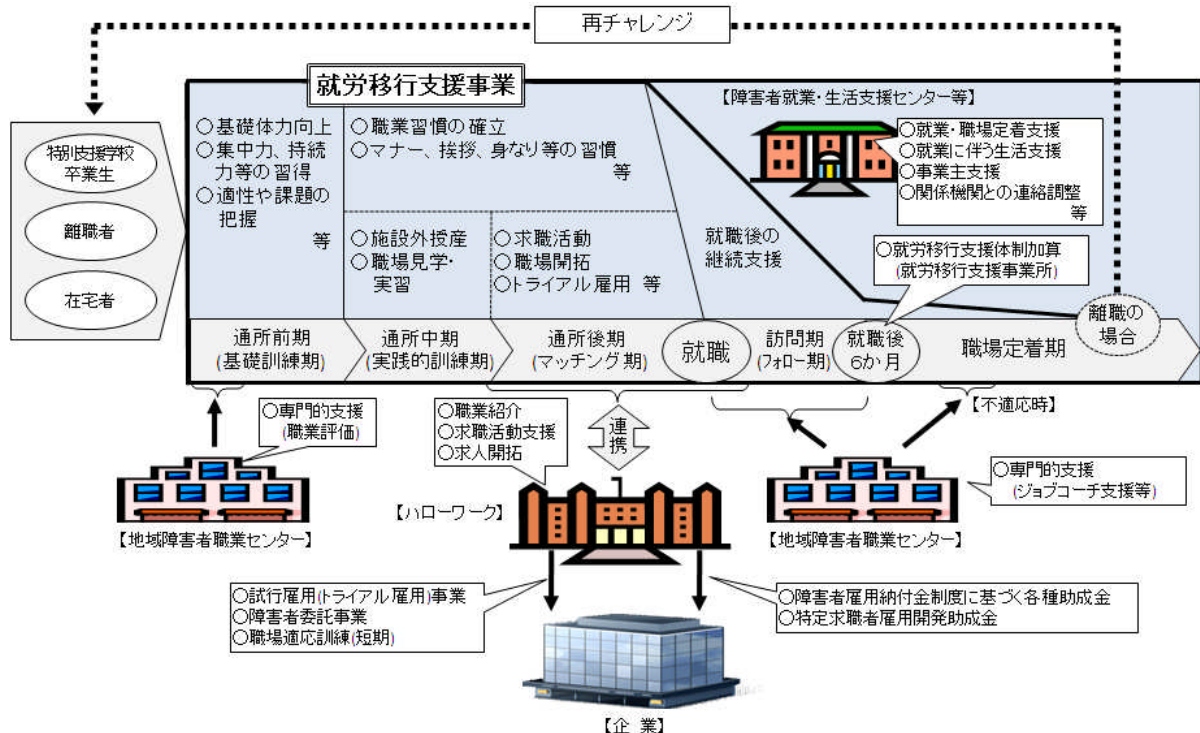 再チャレンジ
就労移行支援事業
特別支援学校
卒業生
離職者
在宅者
○基礎体力向上
○集中力、持続
力等の習得
○適性や課題の
把握
等
○職業習慣の確立
○マナー、挨拶、身なり等の習慣
等
○施設外授産
○職場見学・
実習
○求職活動
○職場開拓
○トライアル雇用 等
就職後の
継続支援
【障害者就業・生活支援センター等】
○就業・職場定着支援
○就業に伴う生活支援
○事業主支援
○関係機関との連絡調整
等
○就労移行支援体制加算
(就労移行支援事業所)
通所前期
(基礎訓練期)
通所中期
(実践的訓練期)
通所後期
(マッチング期)
就職
訪問期
(フォロー期)
就職後
6か月
職場定着期
離職の
場合
【不適応時】
○専門的支援
(職業評価)
【地域障害者職業センター】
○職業紹介
○求職活動支援
○求人開拓
連携
【ハローワーク】
○専門的支援
(ジョブコーチ支援等)
【地域障害者職業センター】
○試行雇用(トライアル雇用)事業
○障害者委託事業
○職場適応訓練(短期)
○障害者雇用納付金制度に基づく各種助成金
○特定求職者雇用開発助成金
【企 業】